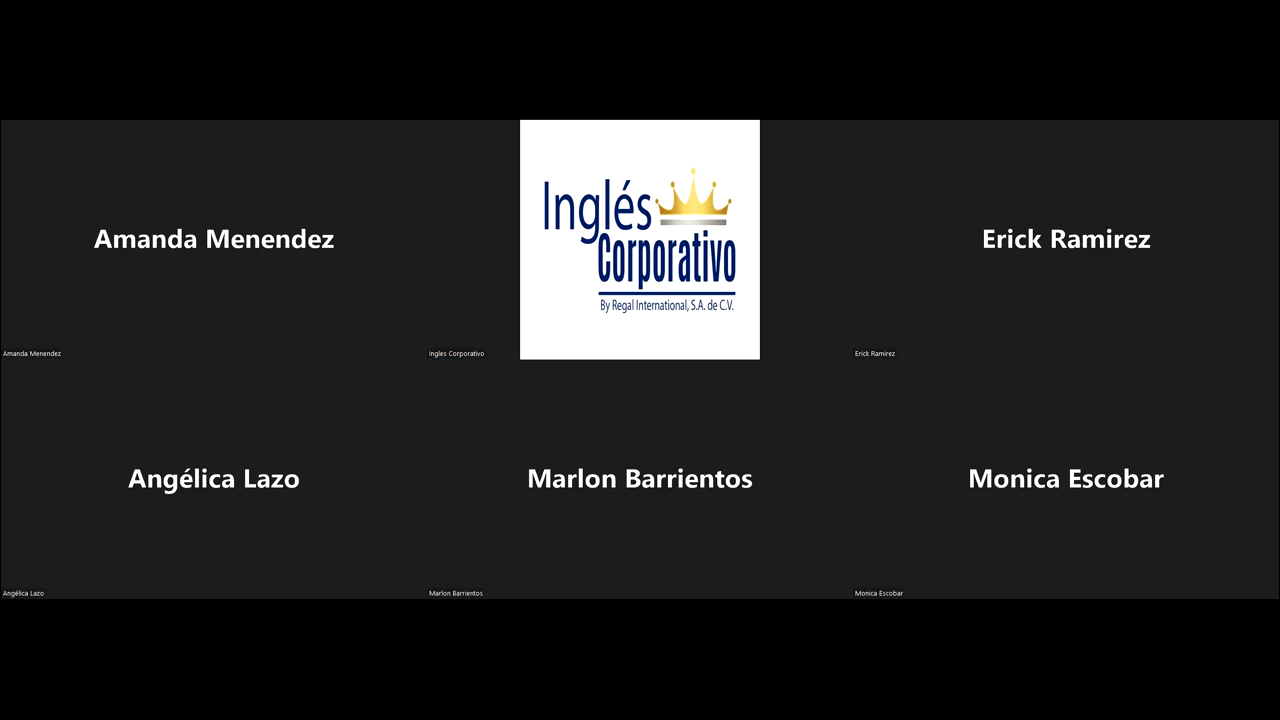 Amanda Menendez
Amanda Menendez
Inglés
Corporativo
By Regal International, S.A. de C.V.
Ingles Corporativo
Erick Ramirez
Erick Ramirez
Angélica Lazo
Angélica Lazo
Marlon Barrientos
Marlon Barrientos
Monica Escobar
Monica Escobar